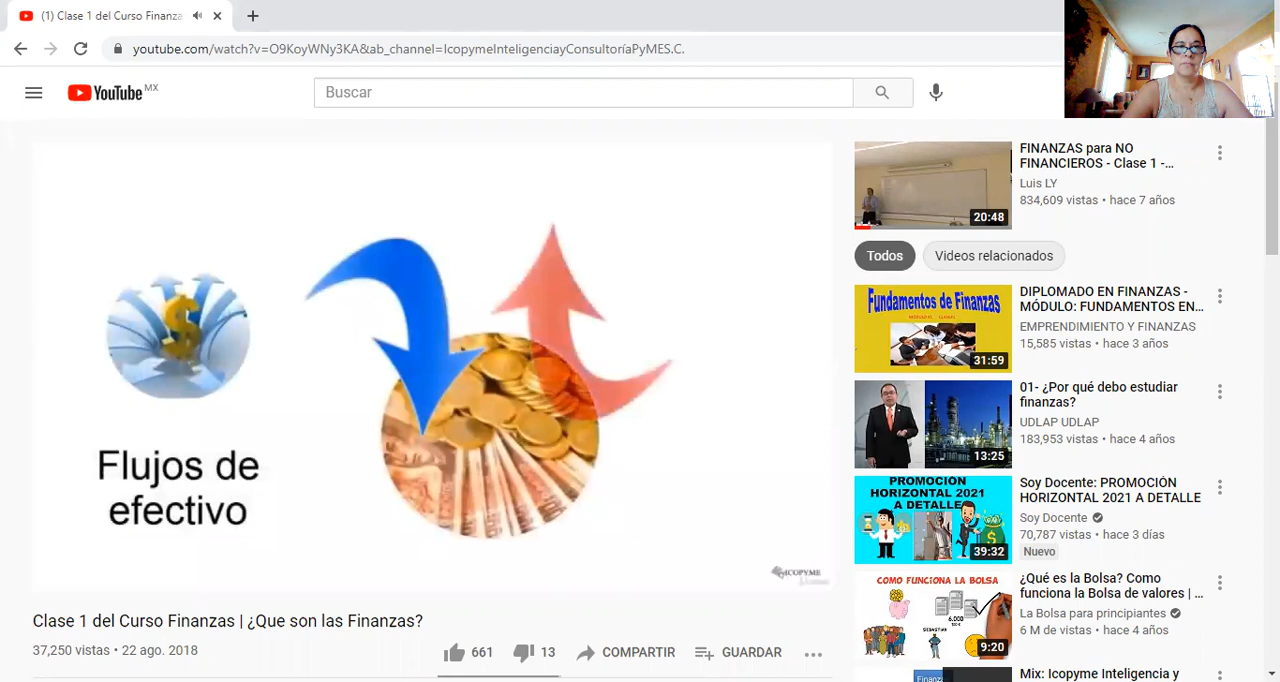 (1) Clase 1 del Curso Finanza
youtube.com/watch?v=O9KoyWNy3KA&ab_channel=IcopymeInteligenciayConsultoríaPyMES.C.
YouTube MX
Buscar
Flujos de
efectivo
ICOPYME
Clase 1 del Curso Finanzas | ¿Que son las Finanzas?
37,250 vistas • 22 ago. 2018
661
13
COMPARTIR
GUARDAR
20:48
FINANZAS para NO
FINANCIEROS - Clase 1 -...
Luis LY
834,609 vistas • hace 7 años
Todos
Videos relacionados
Fundamentos de Finanzas
31:59
DIPLOMADO EN FINANZAS -
MÓDULO: FUNDAMENTOS EN...
EMPRENDIMIENTO Y FINANZAS
15,585 vistas • hace 3 años
13:25
01- ¿Por qué debo estudiar
finanzas?
UDLAP UDLAP
183,953 vistas • hace 4 años
PROMOCIÓN
HORIZONTAL 2021
A DETALLE
39:32
Soy Docente: PROMOCIÓN
HORIZONTAL 2021 A DETALLE
Soy Docente
70,787 vistas • hace 3 días
Nuevo
COMO FUNCIONA LA BOLSA
6,000
SEBASTIAN
9:20
¿Qué es la Bolsa? Como
funciona la Bolsa de valores | ...
La Bolsa para principiantes
6 M de vistas • hace 4 años
Finanz
Mix: Icopyme Inteligencia y